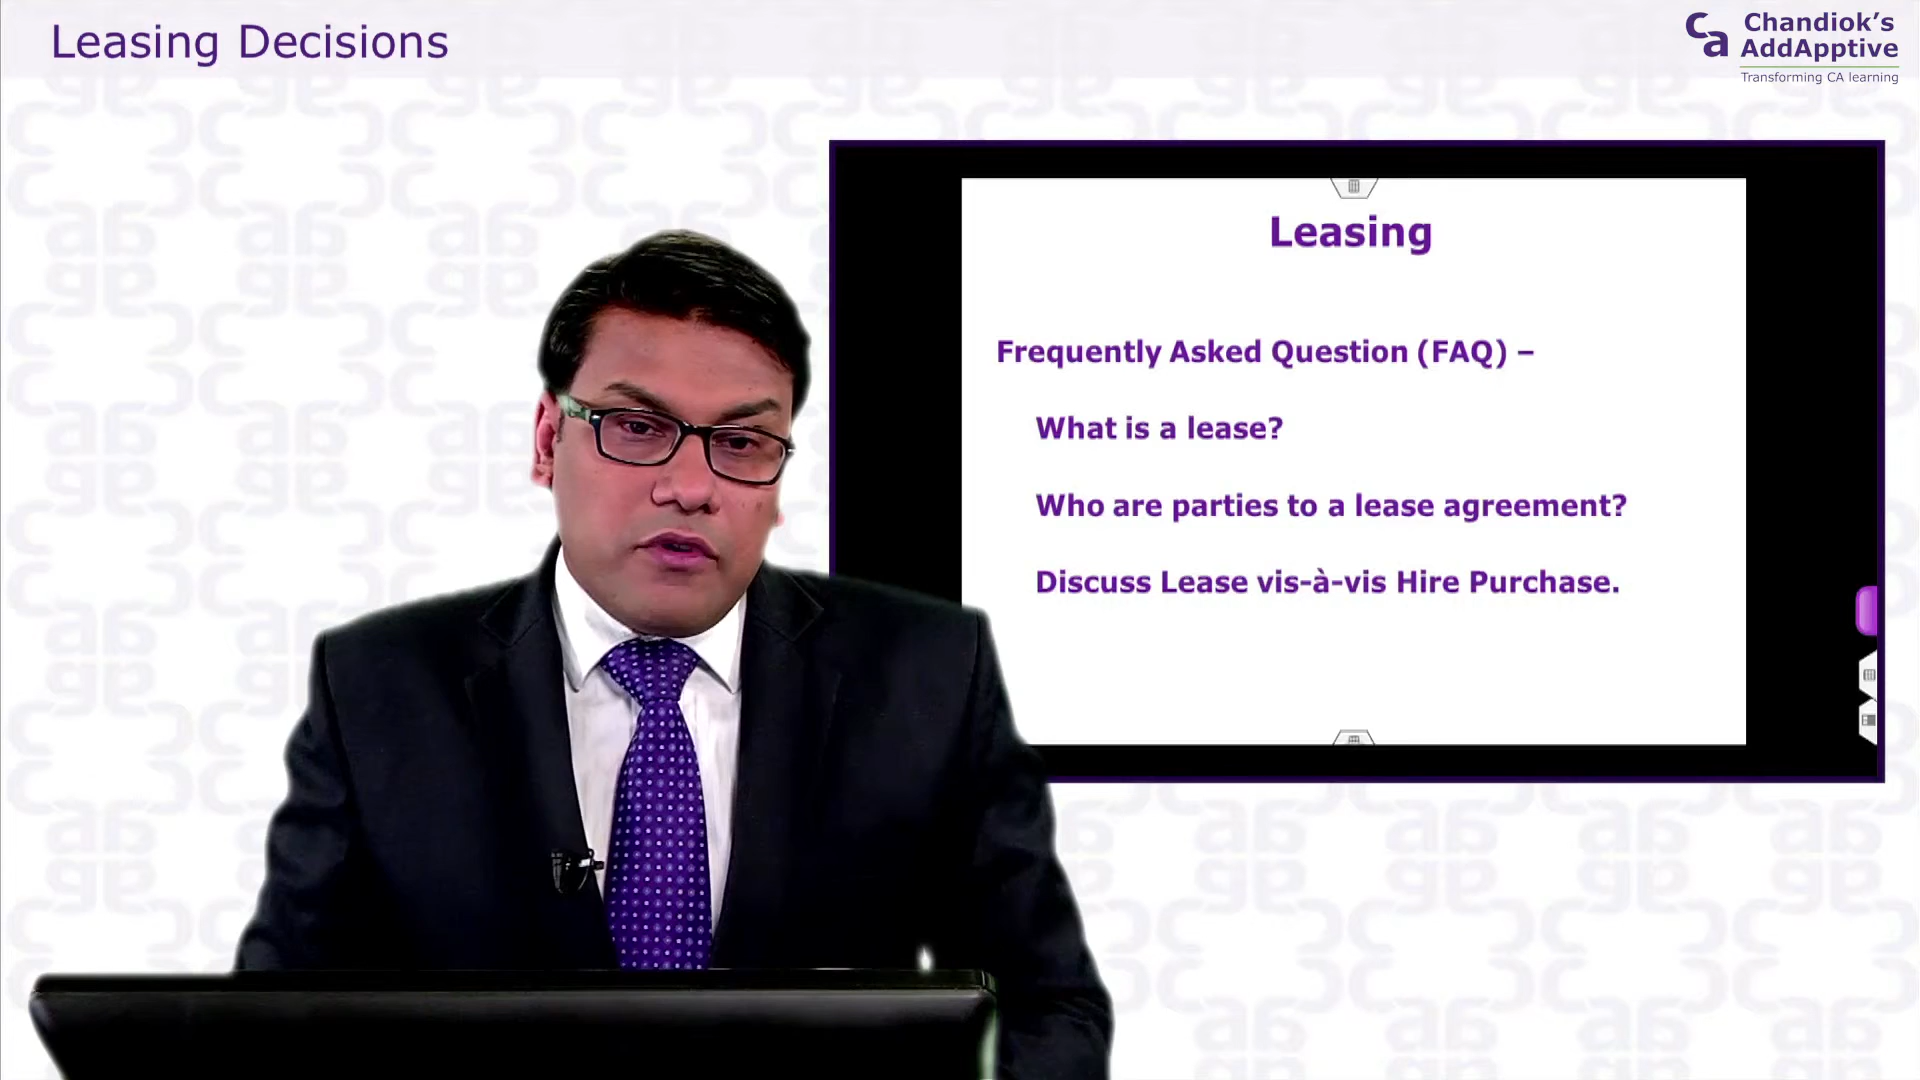 Leasing Decisions
Ca
Chandiok's
AddApptive
Transforming CA learning
Leasing
Frequently Asked Question (FAQ) –
What is a lease?
Who are parties to a lease agreement?
Discuss Lease vis-à-vis Hire Purchase.